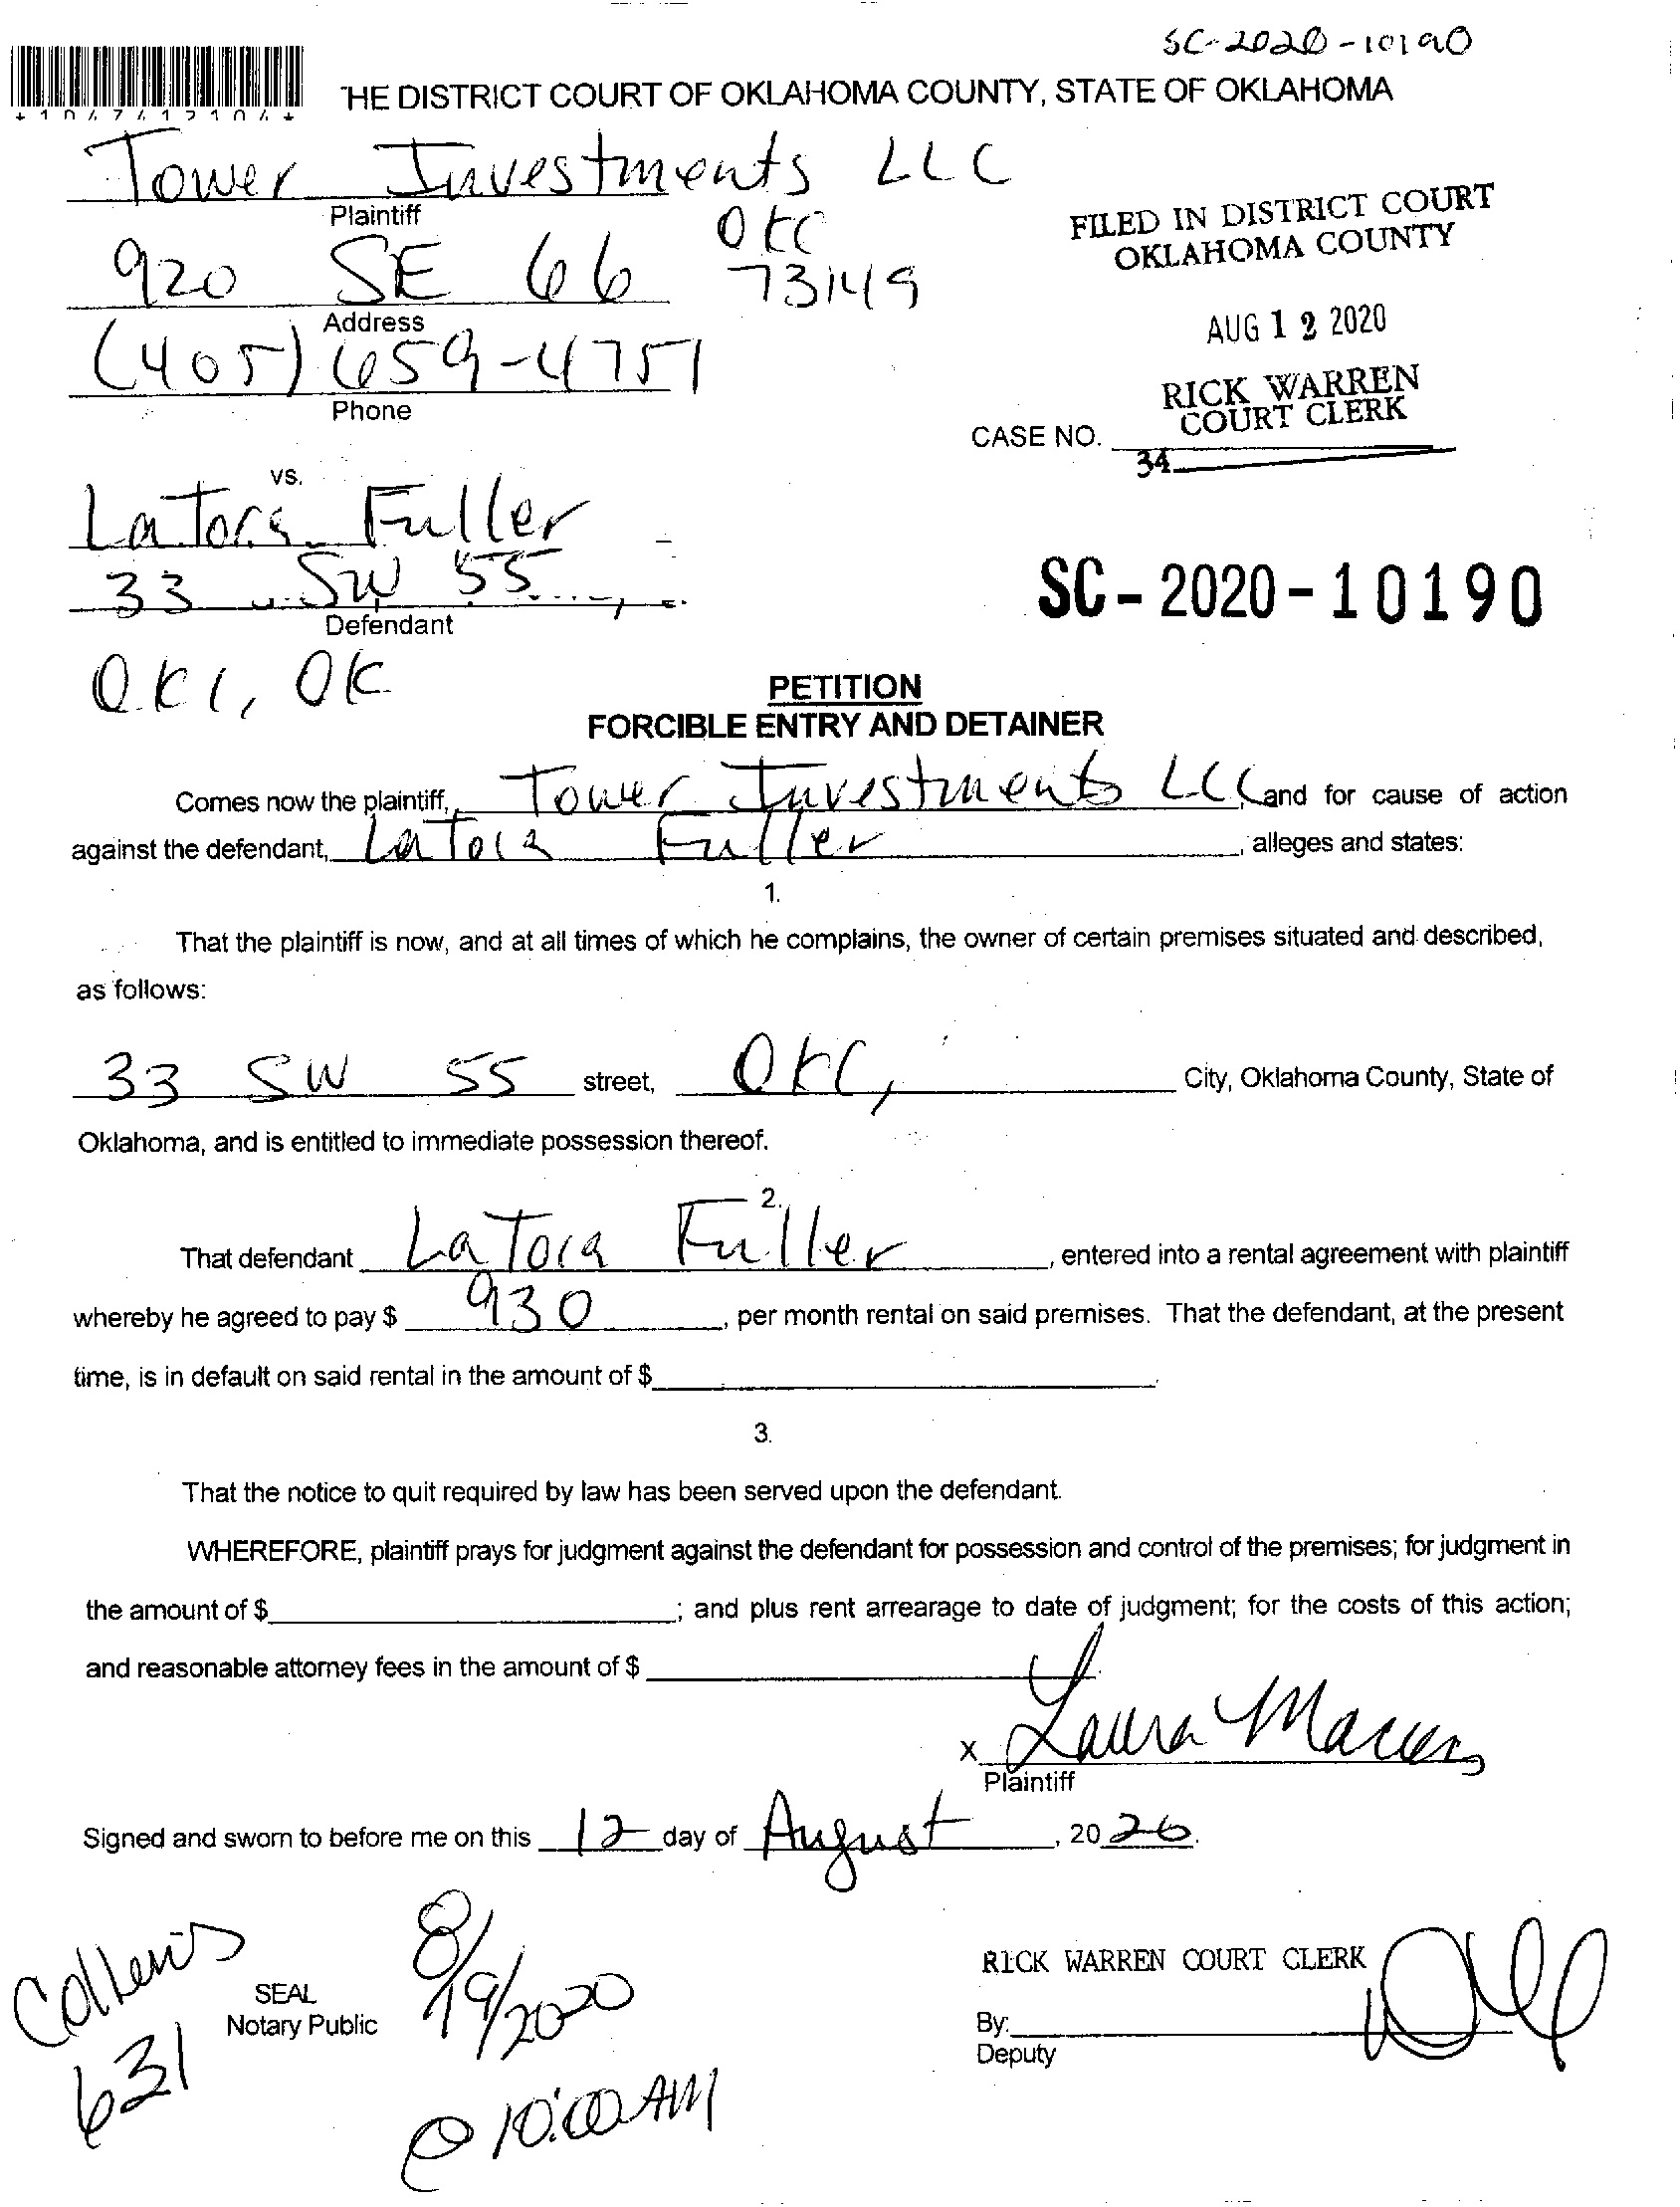 SC-2020-10190
THE DISTRICT COURT OF OKLAHOMA COUNTY, STATE OF OKLAHOMA
Tower Investments LLC
Plaintiff
OKC
920 SE 66 73149
Address
(405) 659-4751
Phone
FILED IN DISTRICT COURT
OKLAHOMA COUNTY
AUG 12 2020
RICK WARREN
COURT CLERK
CASE NO.
34
vs.
LaTora Fuller
33 SW 55
Defendant
OKC, OK
SC-2020-10190
PETITION
FORCIBLE ENTRY AND DETAINER
Comes now the plaintiff, Tower Investments LLC and for cause of action
against the defendant, LaTora Fuller, alleges and states:
1.
That the plaintiff is now, and at all times of which he complains, the owner of certain premises situated and described,
as follows:
33 SW 55 street, OKC, City, Oklahoma County, State of
Oklahoma, and is entitled to immediate possession thereof.
2.
That defendant LaTora Fuller, entered into a rental agreement with plaintiff
whereby he agreed to pay $ 930, per month rental on said premises. That the defendant, at the present
time, is in default on said rental in the amount of $
3.
That the notice to quit required by law has been served upon the defendant.
WHEREFORE, plaintiff prays for judgment against the defendant for possession and control of the premises; for judgment in
the amount of $ ; and plus rent arrearage to date of judgment; for the costs of this action;
and reasonable attorney fees in the amount of $
x Laura
Plaintiff
Signed and sworn to before me on this 12 day of August, 2020.
631
SEAL
Notary Public
8/19/2020
@ 10:00 AM
RICK WARREN COURT CLERK
By:
Deputy